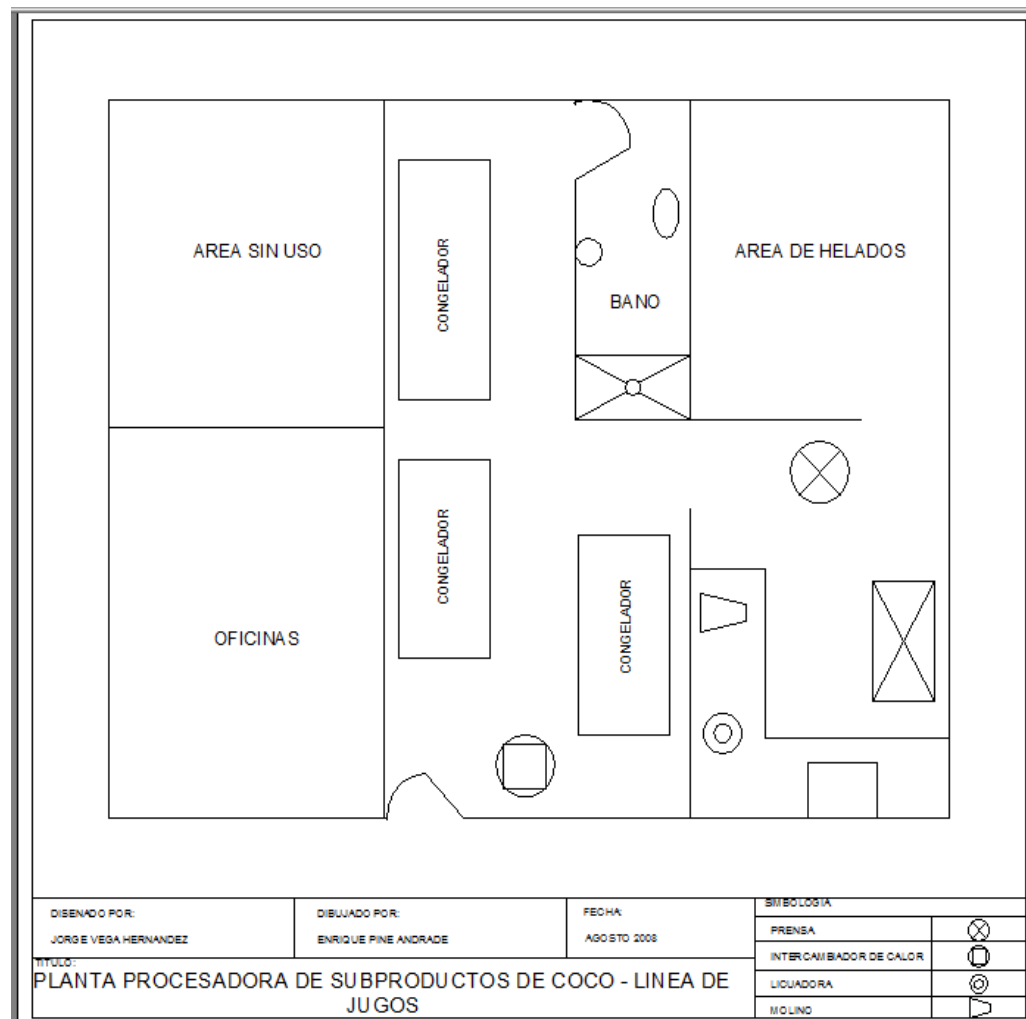 AREA SIN USO
CONGELADOR
AREA DE HELADOS
BANO
CONGELADOR
CONGELADOR
OFICINAS
DISENADO POR:
JORGE VEGA HERNANDEZ
DIBUJADO POR:
ENRIQUE PINE ANDRADE
FECHA:
AGOSTO 2008
TITULO:
PLANTA PROCESADORA DE SUBPRODUCTOS DE COCO - LINEA DE
JUGOS
SIMBOLOGIA
PRENSA
INTERCAMBIADOR DE CALOR
LICUADORA
MOLINO